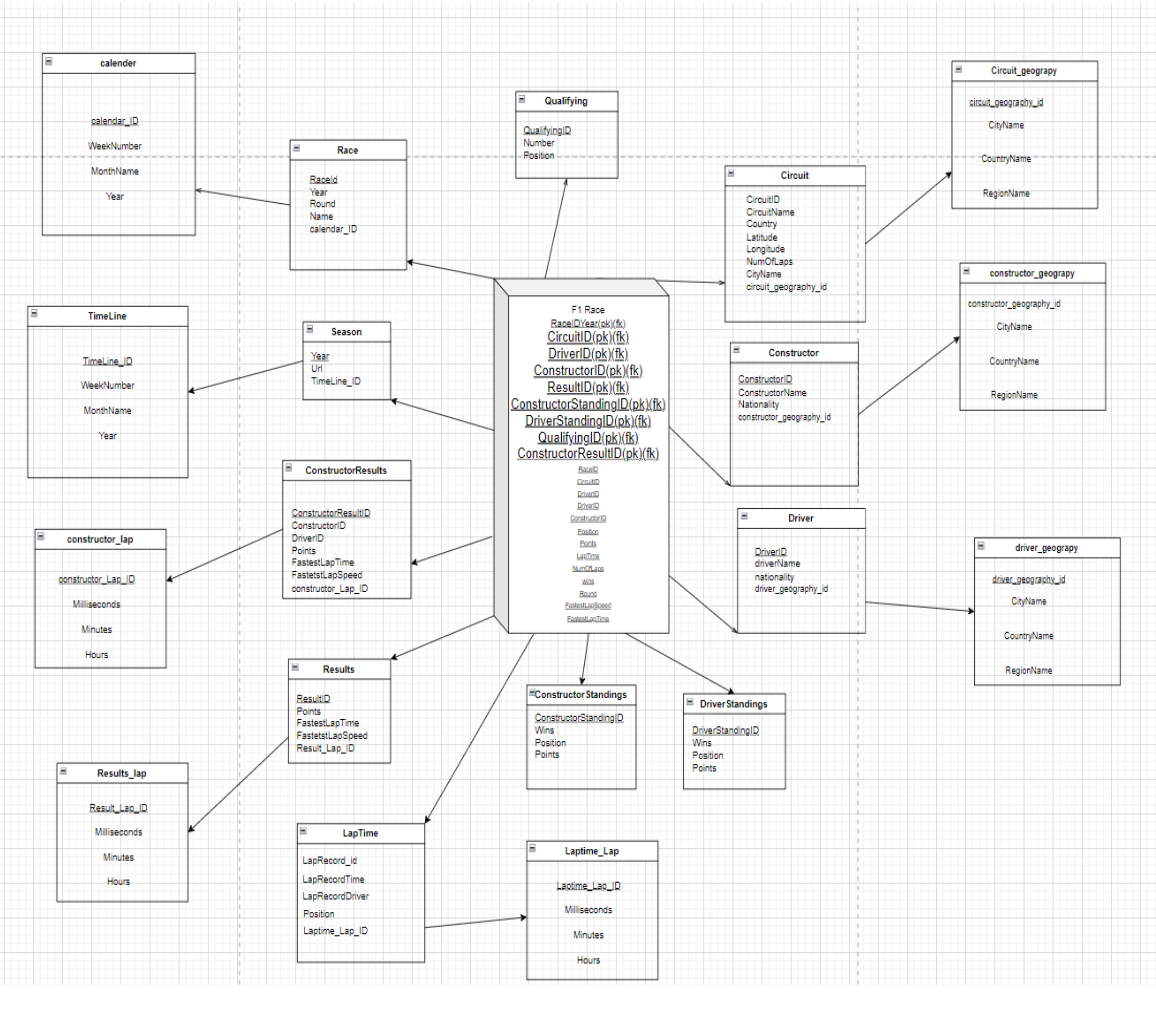 calender
calendar_ID
WeekNumber
MonthName
Year
Race
RaceId
Year
Round
Name
calendar_ID
Qualifying
QualifyingID
Number
Position
Circuit
CircuitID
CircuitName
Country
Latitude
Longitude
NumOfLaps
CityName
circuit_geography_id
Circuit_geograpy
circuit_geography_id
CityName
CountryName
RegionName
constructor_geograpy
constructor_geography_id
CityName
CountryName
RegionName
TimeLine
TimeLine_ID
WeekNumber
MonthName
Year
Season
Year
Url
TimeLine_ID
F1 Race
RaceIDYear(pk)(fk)
CircuitID(pk)(fk)
DriverID(pk)(fk)
ConstructorID(pk)(fk)
ResultID(pk)(fk)
ConstructorStandingID(pk)(fk)
DriverStandingID(pk)(fk)
QualifyingID(pk)(fk)
ConstructorResultID(pk)(fk)
RaceID
CircuitID
DriverID
DriverID
ConstructorID
Position
Points
LapTime
NumOfLaps
wins
Round
FastestLapSpeed
FastestLapTime
Constructor
ConstructorID
ConstructorName
Nationality
constructor_geography_id
ConstructorResults
ConstructorResultID
ConstructorID
DriverID
Points
FastestLapTime
FastetstLapSpeed
constructor_Lap_ID
constructor_lap
constructor_Lap_ID
Milliseconds
Minutes
Hours
Driver
DriverID
driverName
nationality
driver_geography_id
driver_geograpy
driver_geography_id
CityName
CountryName
RegionName
Results
ResultID
Points
FastestLapTime
FastetstLapSpeed
Result_Lap_ID
ConstructorStandings
ConstructorStandingID
Wins
Position
Points
DriverStandings
DriverStandingID
Wins
Position
Points
Results_lap
Result_Lap_ID
Milliseconds
Minutes
Hours
LapTime
LapRecord_id
LapRecordTime
LapRecordDriver
Position
Laptime_Lap_ID
Laptime_Lap
Laptime_Lap_ID
Milliseconds
Minutes
Hours